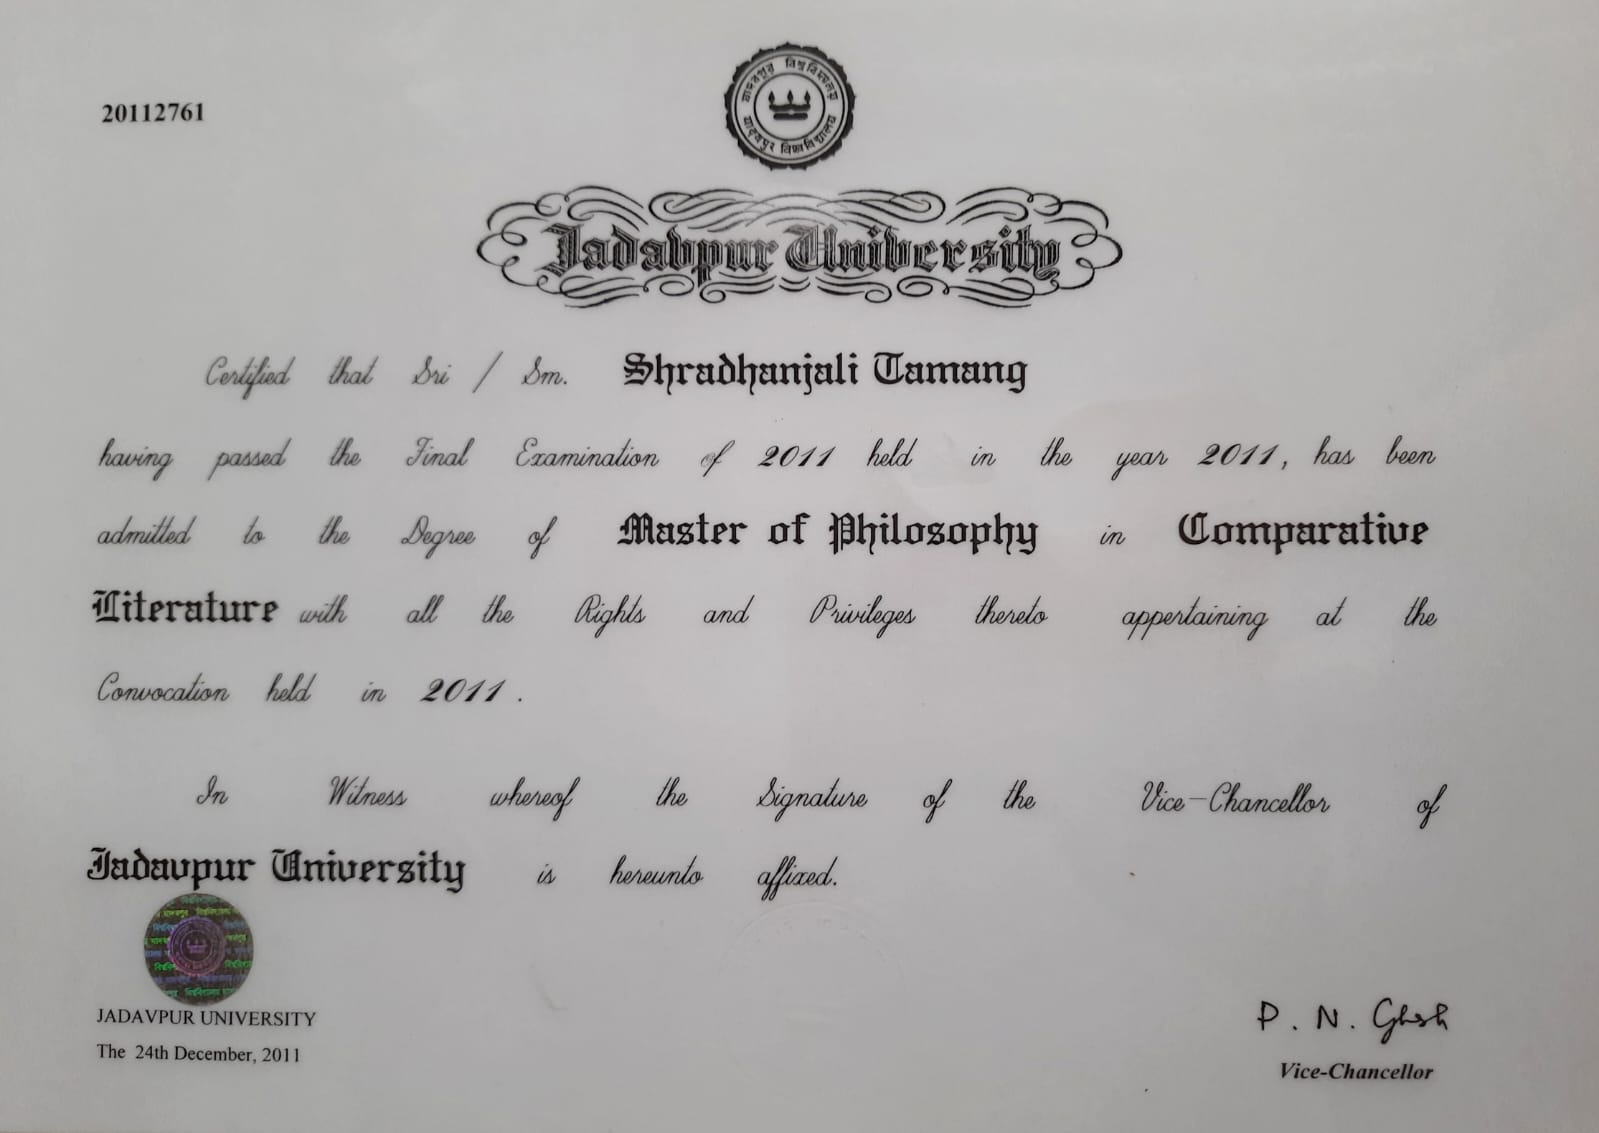 20112761
যাদবপুর বিশ্ববিদ্যালয়
यादवपुर विश्वविद्यालय
Jadavpur University
Certified that Sri / Sm. Shradhanjali Tamang
having passed the Final Examination of 2011 held in the year 2011, has been
admitted to the Degree of Master of Philosophy in Comparative
Literature with all the Rights and Privileges thereto appertaining at the
Convocation held in 2011.
In Witness whereof the Signature of the Vice-Chancellor of
Jadavpur University is hereunto affixed.
JADAVPUR UNIVERSITY
The 24th December, 2011
P. N. Ghosh
Vice-Chancellor